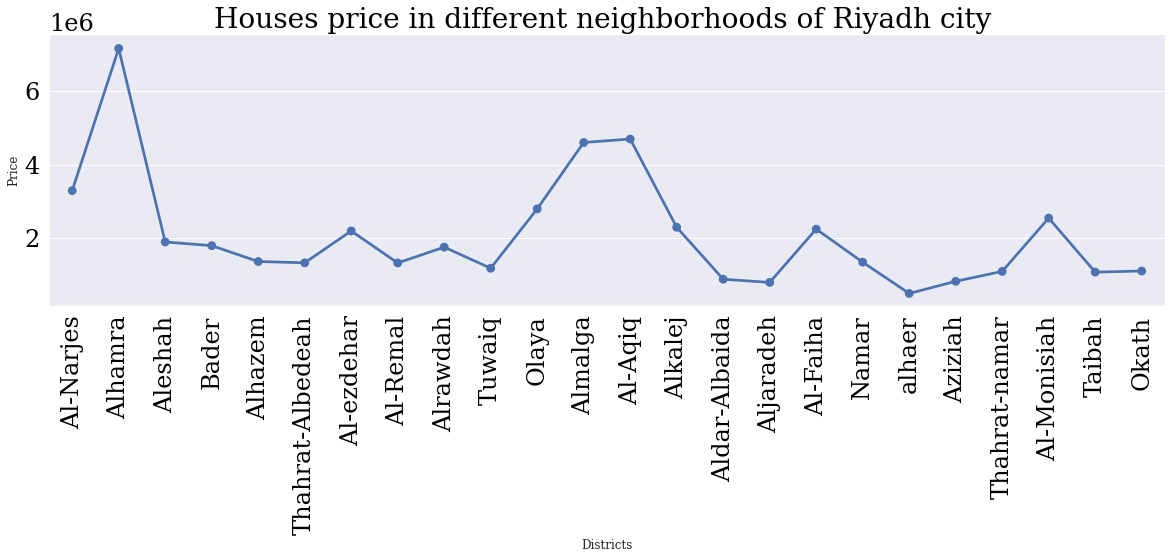 Houses price in different neighborhoods of Riyadh city
1e6
6
4
2
Price
Al-Narjes
Alhamra
Aleshah
Bader
Alhazem
Thahrat-Albedeah
Al-ezdehar
Al-Remal
Alrawdah
Tuwaiq
Olaya
Almalga
Al-Aqiq
Alkalej
Aldar-Albaida
Aljaradeh
Al-Faiha
Namar
alhaer
Aziziah
Thahrat-namar
Al-Monisiah
Taibah
Okath
Districts